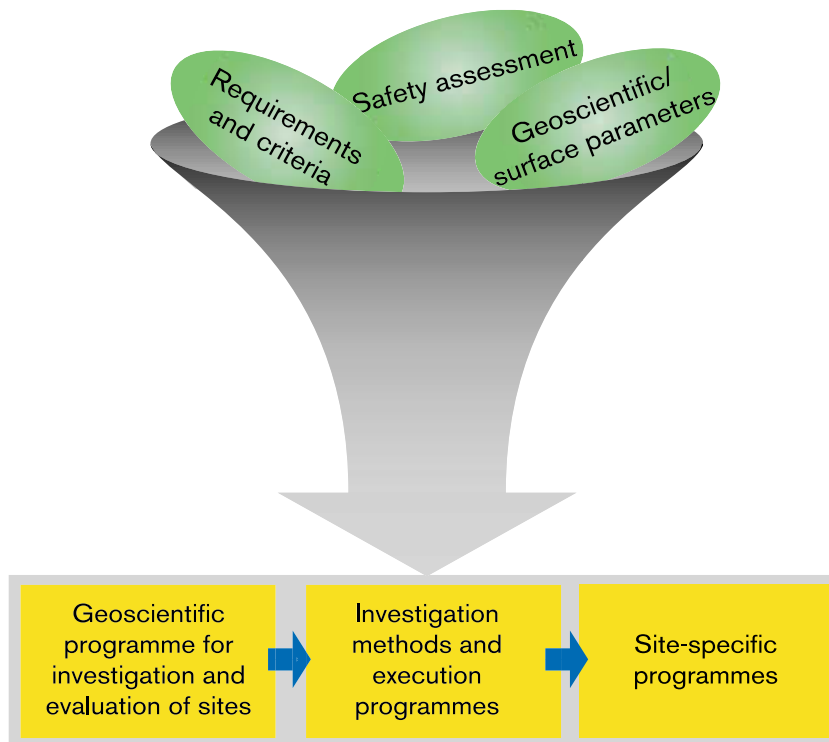 Requirements
and criteria
Safety assessment
Geoscientific/
surface parameters
Geoscientific
programme for
investigation and
evaluation of sites
Investigation
methods and
execution
programmes
Site-specific
programmes